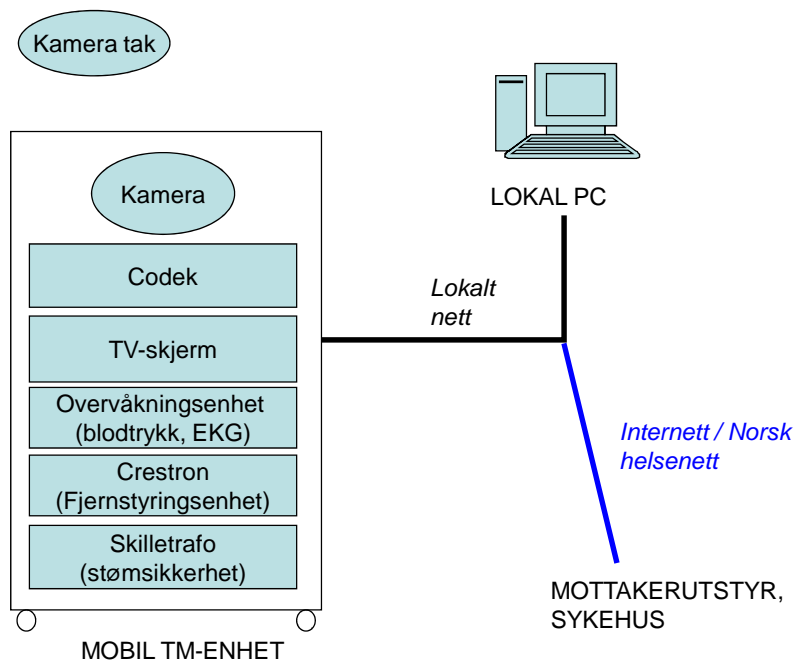 Kamera tak
Kamera
Codek
TV-skjerm
Overvåkningsenhet
(blodtrykk, EKG)
Crestron
(Fjernstyringsenhet)
Skilletrafo
(stømsikkerhet)
MOBIL TM-ENHET
LOKAL PC
Lokalt
nett
Internett / Norsk
helsenett
MOTTAKERUTSTYR,
SYKEHUS